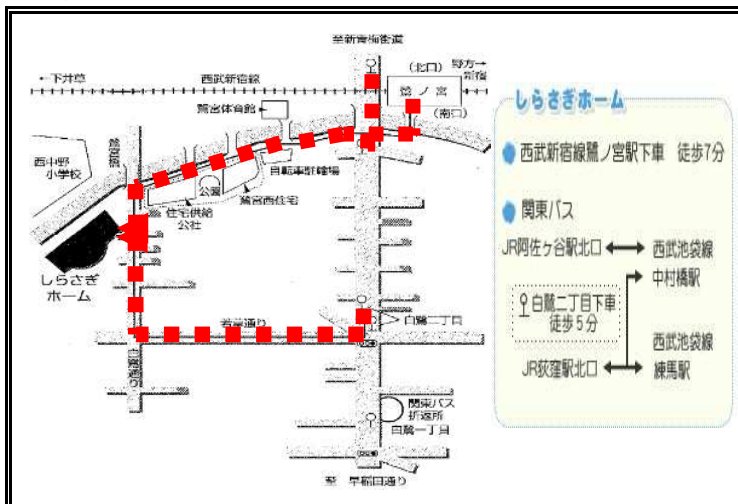 至新青梅街道
←下井草
西武新宿線
(北口)
野方→
新宿
鷺ノ宮
(南口)
鷺宮体育館
鷺宮橋
西中野
小学校
自転車駐輪場
公園
鷺宮西住宅
住宅供給
公社
しらさぎ
ホーム
若草通り
白鷺二丁目
関東バス
折返所
白鷺一丁目
至 早稲田通り
しらさぎホーム
西武新宿線鷺ノ宮駅下車 徒歩7分
関東バス
JR阿佐ヶ谷駅北口
西武池袋線
中村橋駅
白鷺二丁目下車
徒歩5分
JR荻窪駅北口
西武池袋線
練馬駅